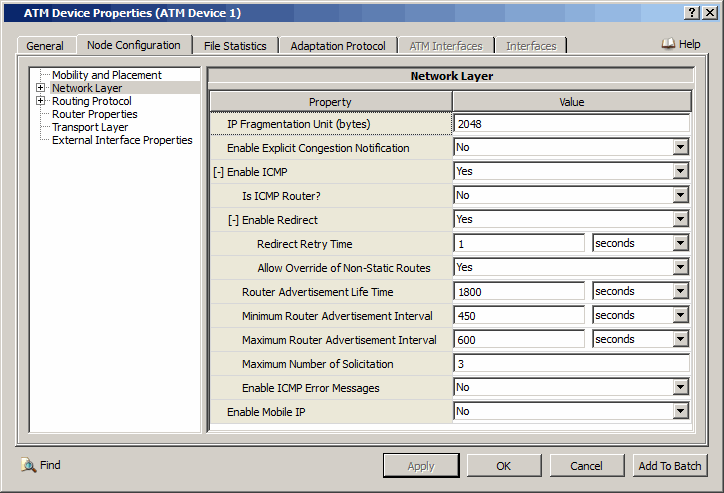 ATM Device Properties (ATM Device 1)
General Node Configuration File Statistics Adaptation Protocol ATM Interfaces Interfaces Help
Mobility and Placement
Network Layer
Routing Protocol
Router Properties
Transport Layer
External Interface Properties
Network Layer
Property Value
IP Fragmentation Unit (bytes) 2048
Enable Explicit Congestion Notification No
[-] Enable ICMP Yes
Is ICMP Router? No
[-] Enable Redirect Yes
Redirect Retry Time 1 seconds
Allow Override of Non-Static Routes Yes
Router Advertisement Life Time 1800 seconds
Minimum Router Advertisement Interval 450 seconds
Maximum Router Advertisement Interval 600 seconds
Maximum Number of Solicitation 3
Enable ICMP Error Messages No
Enable Mobile IP No
Find Apply OK Cancel Add To Batch